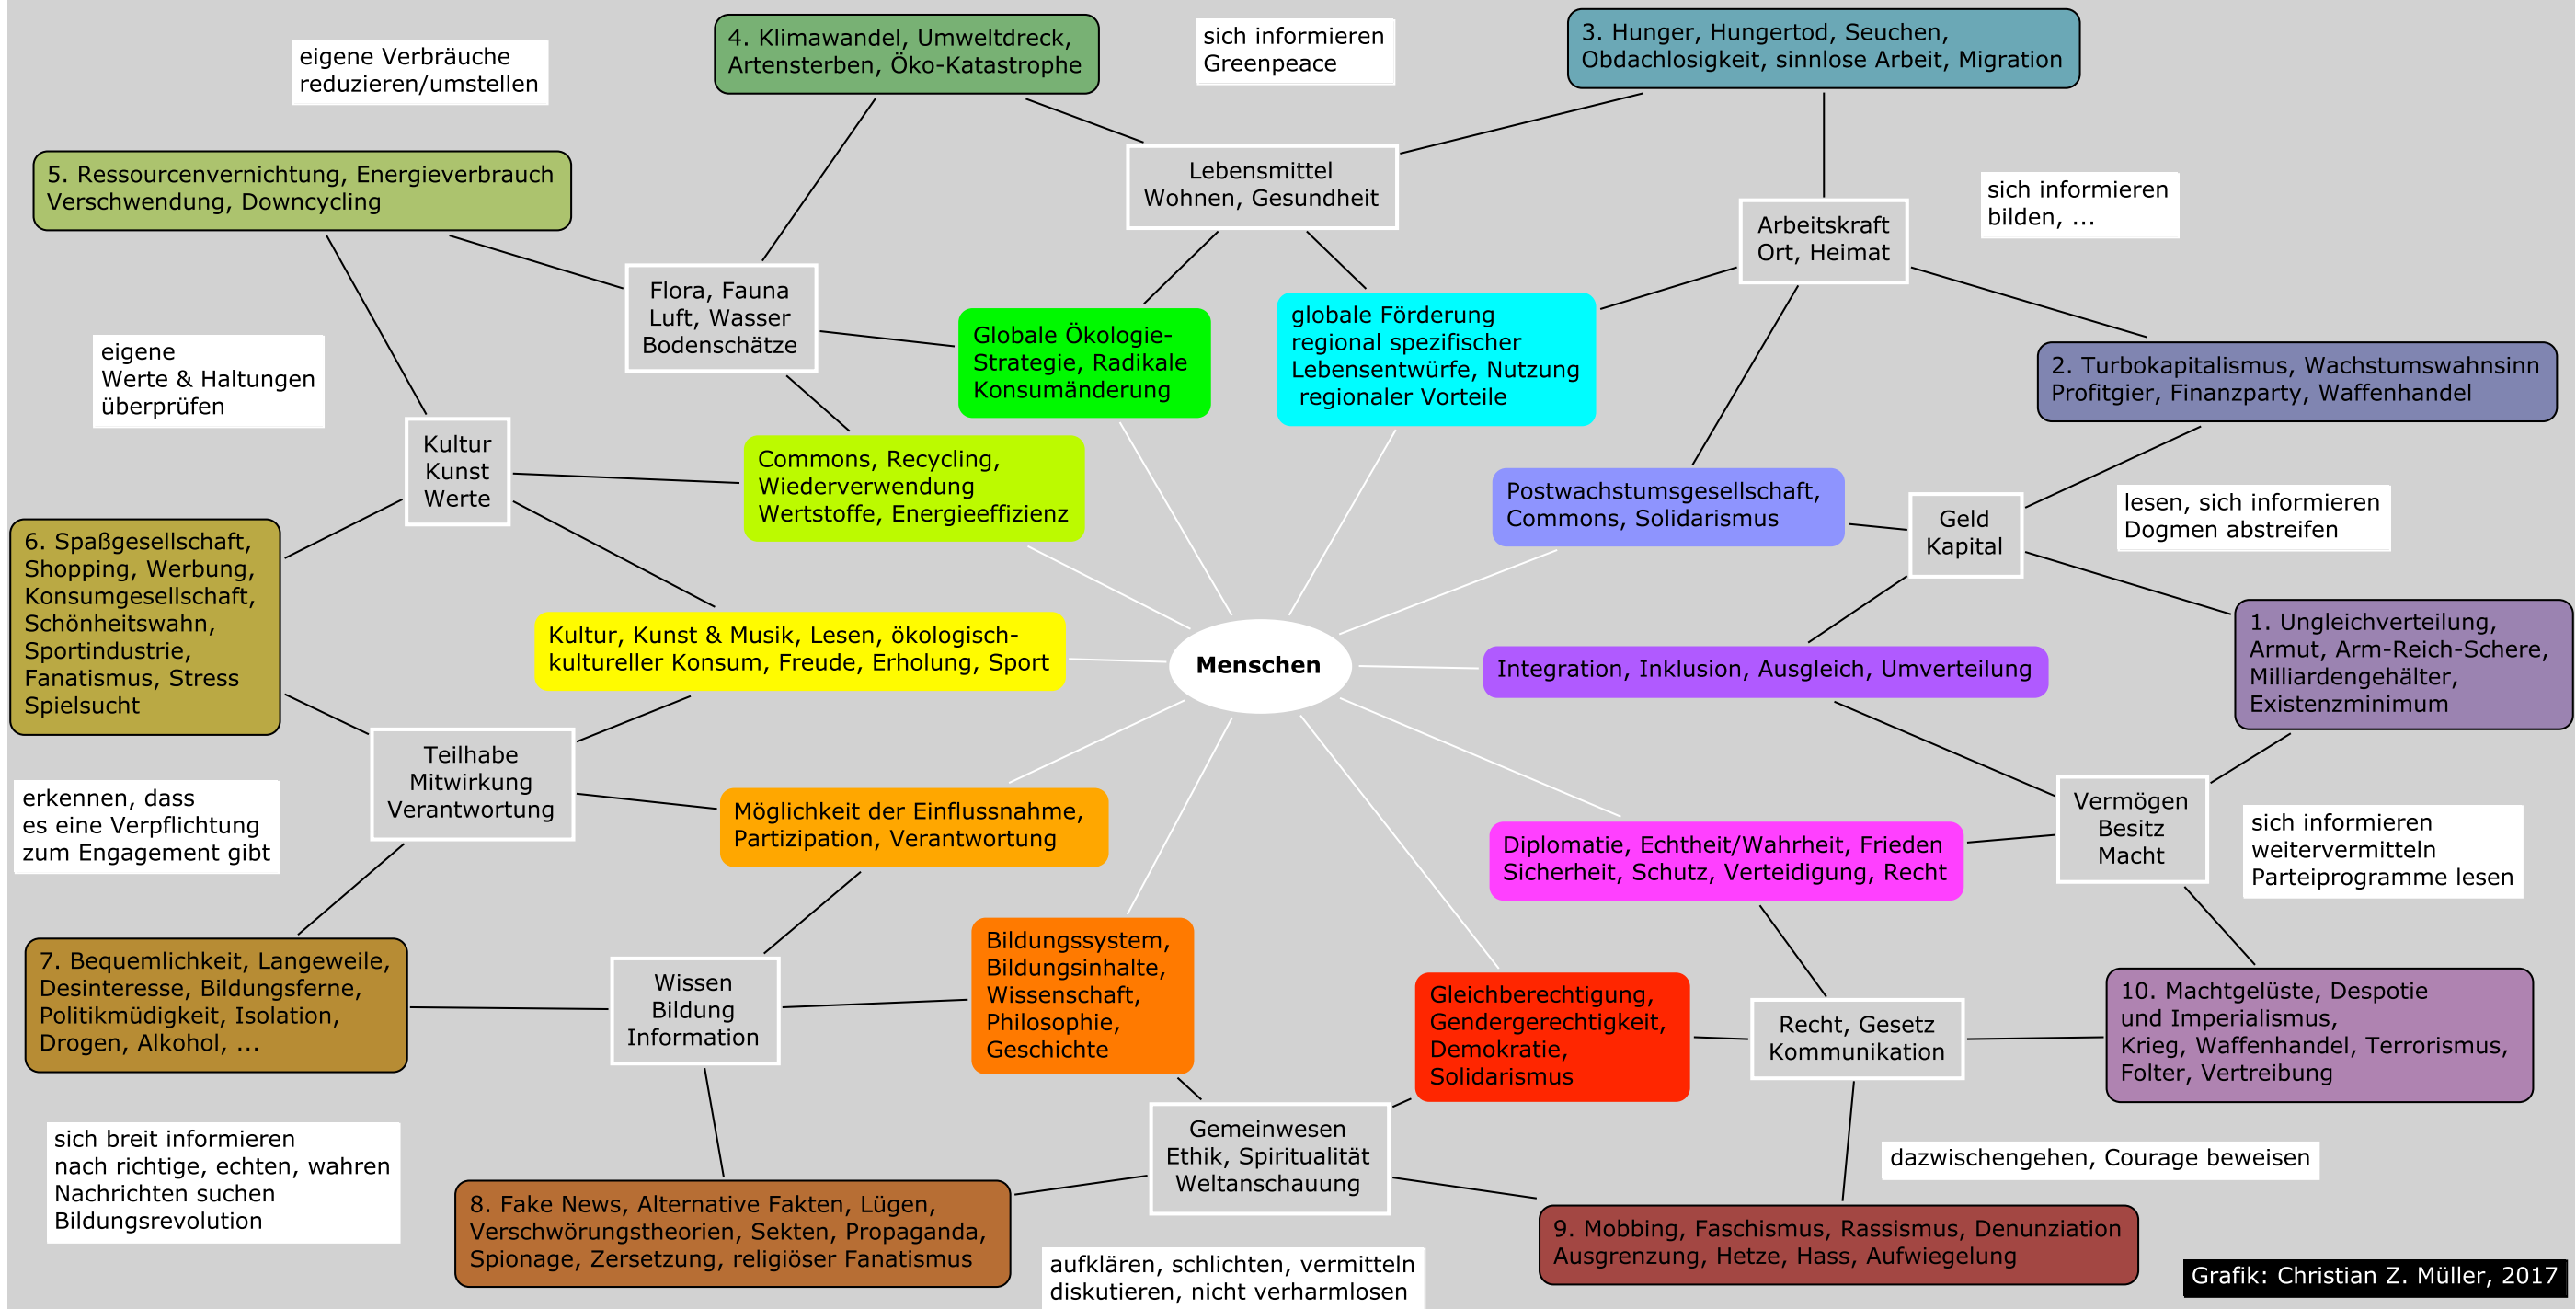 4. Klimawandel, Umweltdreck,
Artensterben, Öko-Katastrophe
sich informieren
Greenpeace
3. Hunger, Hungertod, Seuchen,
Obdachlosigkeit, sinnlose Arbeit, Migration
eigene Verbräuche
reduzieren/umstellen
5. Ressourcenvernichtung, Energieverbrauch
Verschwendung, Downcycling
Lebensmittel
Wohnen, Gesundheit
sich informieren
bilden, ...
Arbeitskraft
Ort, Heimat
Flora, Fauna
Luft, Wasser
Bodenschätze
Globale Ökologie-
Strategie, Radikale
Konsumänderung
globale Förderung
regional spezifischer
Lebensentwürfe, Nutzung
regionaler Vorteile
eigene
Werte & Haltungen
überprüfen
2. Turbokapitalismus, Wachstumswahnsinn
Profitgier, Finanzparty, Waffenhandel
Kultur
Kunst
Werte
Commons, Recycling,
Wiederverwendung
Wertstoffe, Energieeffizienz
Postwachstumsgesellschaft,
Commons, Solidarismus
Geld
Kapital
lesen, sich informieren
Dogmen abstreifen
6. Spaßgesellschaft,
Shopping, Werbung,
Konsumgesellschaft,
Schönheitswahn,
Sportindustrie,
Fanatismus, Stress
Spielsucht
Kultur, Kunst & Musik, Lesen, ökologisch-
kultureller Konsum, Freude, Erholung, Sport
Menschen
Integration, Inklusion, Ausgleich, Umverteilung
1. Ungleichverteilung,
Armut, Arm-Reich-Schere,
Milliardengehälter,
Existenzminimum
Teilhabe
Mitwirkung
Verantwortung
erkennen, dass
es eine Verpflichtung
zum Engagement gibt
Möglichkeit der Einflussnahme,
Partizipation, Verantwortung
Diplomatie, Echtheit/Wahrheit, Frieden
Sicherheit, Schutz, Verteidigung, Recht
Vermögen
Besitz
Macht
sich informieren
weitervermitteln
Parteiprogramme lesen
7. Bequemlichkeit, Langeweile,
Desinteresse, Bildungsferne,
Politikmüdigkeit, Isolation,
Drogen, Alkohol, ...
Wissen
Bildung
Information
Bildungssystem,
Bildungsinhalte,
Wissenschaft,
Philosophie,
Geschichte
Gleichberechtigung,
Gendergerechtigkeit,
Demokratie,
Solidarismus
Recht, Gesetz
Kommunikation
10. Machtgelüste, Despotie
und Imperialismus,
Krieg, Waffenhandel, Terrorismus,
Folter, Vertreibung
sich breit informieren
nach richtige, echten, wahren
Nachrichten suchen
Bildungsrevolution
Gemeinwesen
Ethik, Spiritualität
Weltanschauung
dazwischengehen, Courage beweisen
8. Fake News, Alternative Fakten, Lügen,
Verschwörungstheorien, Sekten, Propaganda,
Spionage, Zersetzung, religiöser Fanatismus
aufklären, schlichten, vermitteln
diskutieren, nicht verharmlosen
9. Mobbing, Faschismus, Rassismus, Denunziation
Ausgrenzung, Hetze, Hass, Aufwiegelung
Grafik: Christian Z. Müller, 2017